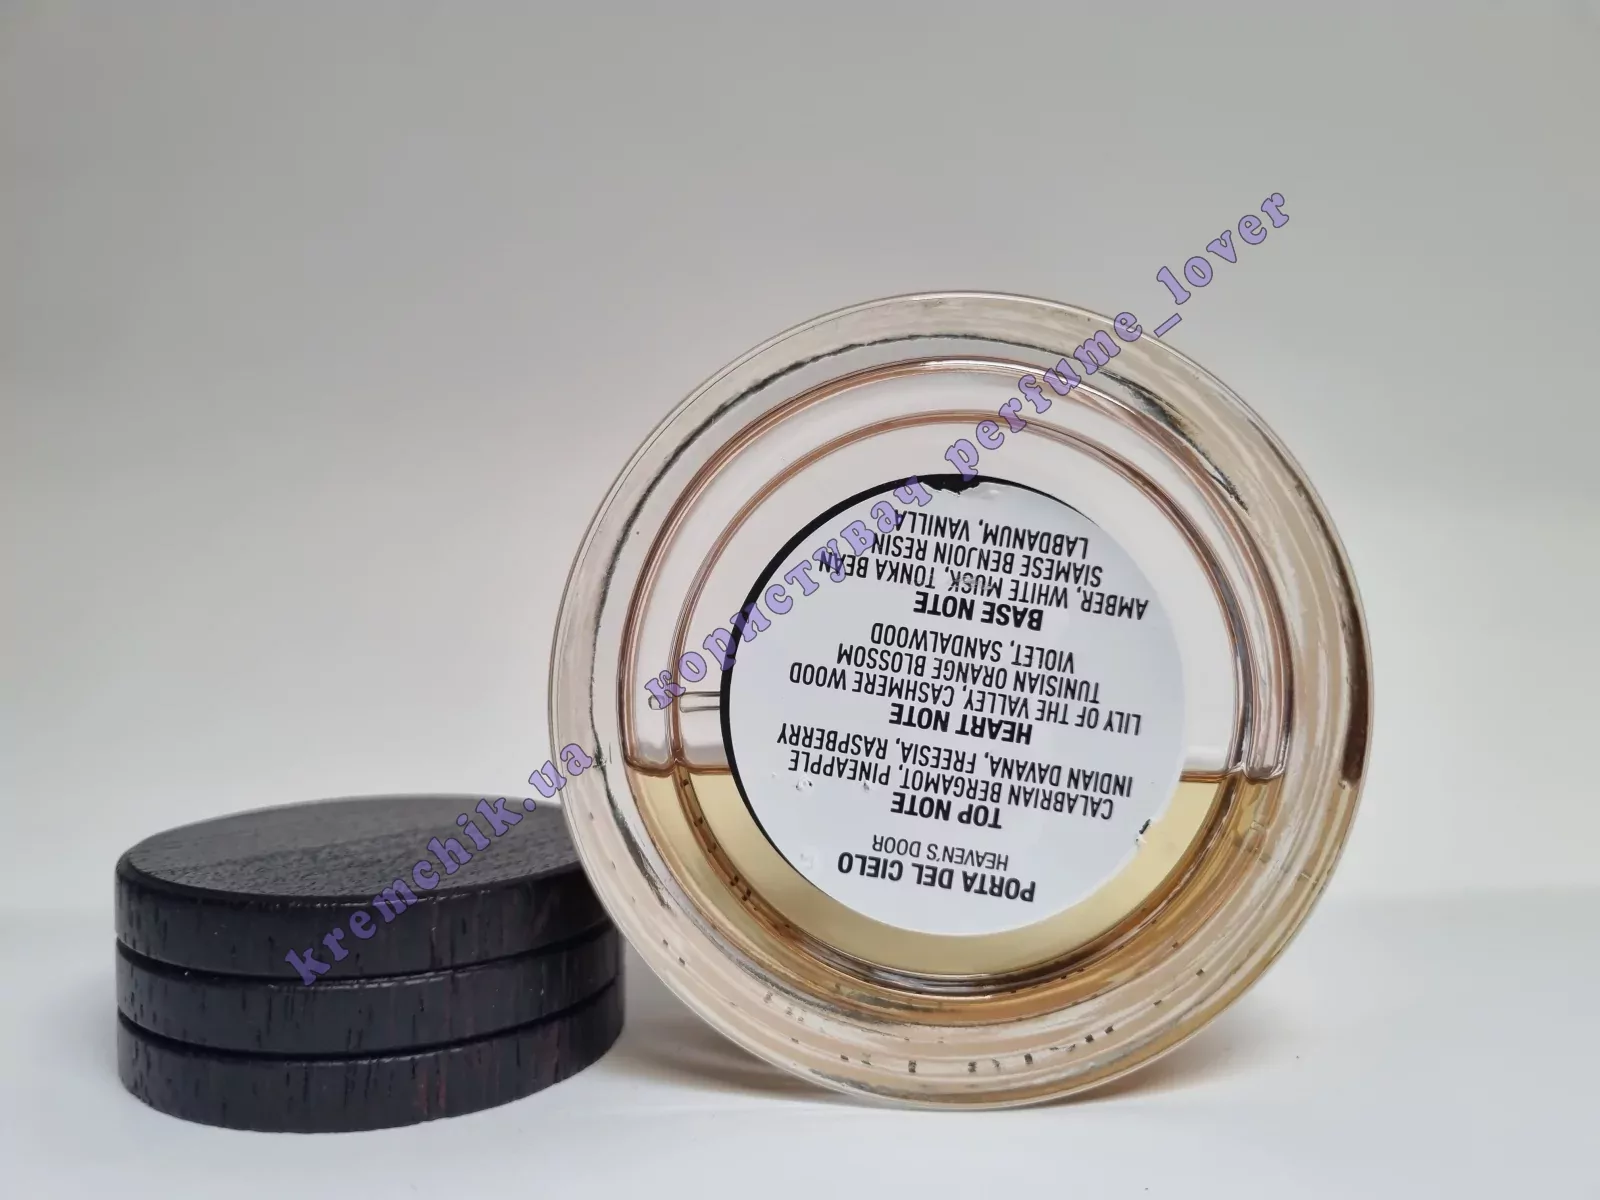 PORTA DEL CIELO
HEAVEN'S DOOR
TOP NOTE
CALABRIAN BERGAMOT, PINEAPPLE
INDIAN DAVANA, FREESIA, RASPBERRY
HEART NOTE
LILY OF THE VALLEY, CASHMERE WOOD
TUNISIAN ORANGE BLOSSOM
VIOLET, SANDALWOOD
BASE NOTE
AMBER, WHITE MUSK, TONKA BEAN,
SIAMESE BENJOIN RESIN
LABDANUM, VANILLA
kremchik.ua користувач perfume_lover